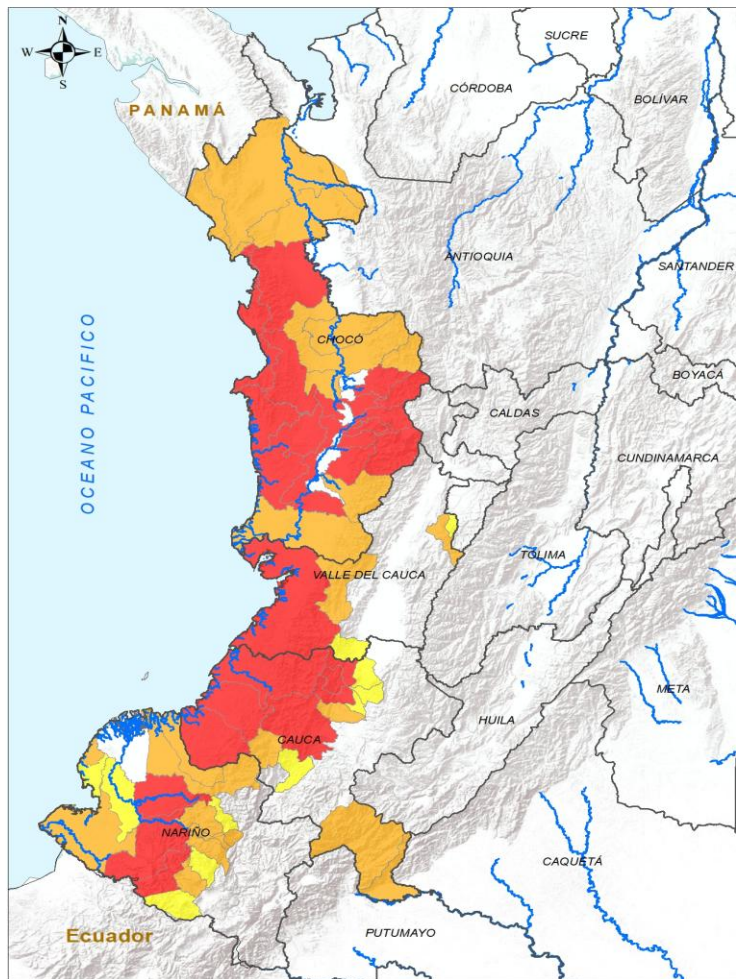 N
W E
S
SUCRE
CÓRDOBA
PANAMÁ
BOLÍVAR
ANTIOQUIA
SANTANDER
OCEANO PACIFICO
CHOCÓ
BOYACÁ
CALDAS
CUNDINAMARCA
TOLIMA
VALLE DEL CAUCA
META
HUILA
CAUCA
NARIÑO
CAQUETÁ
Ecuador
PUTUMAYO